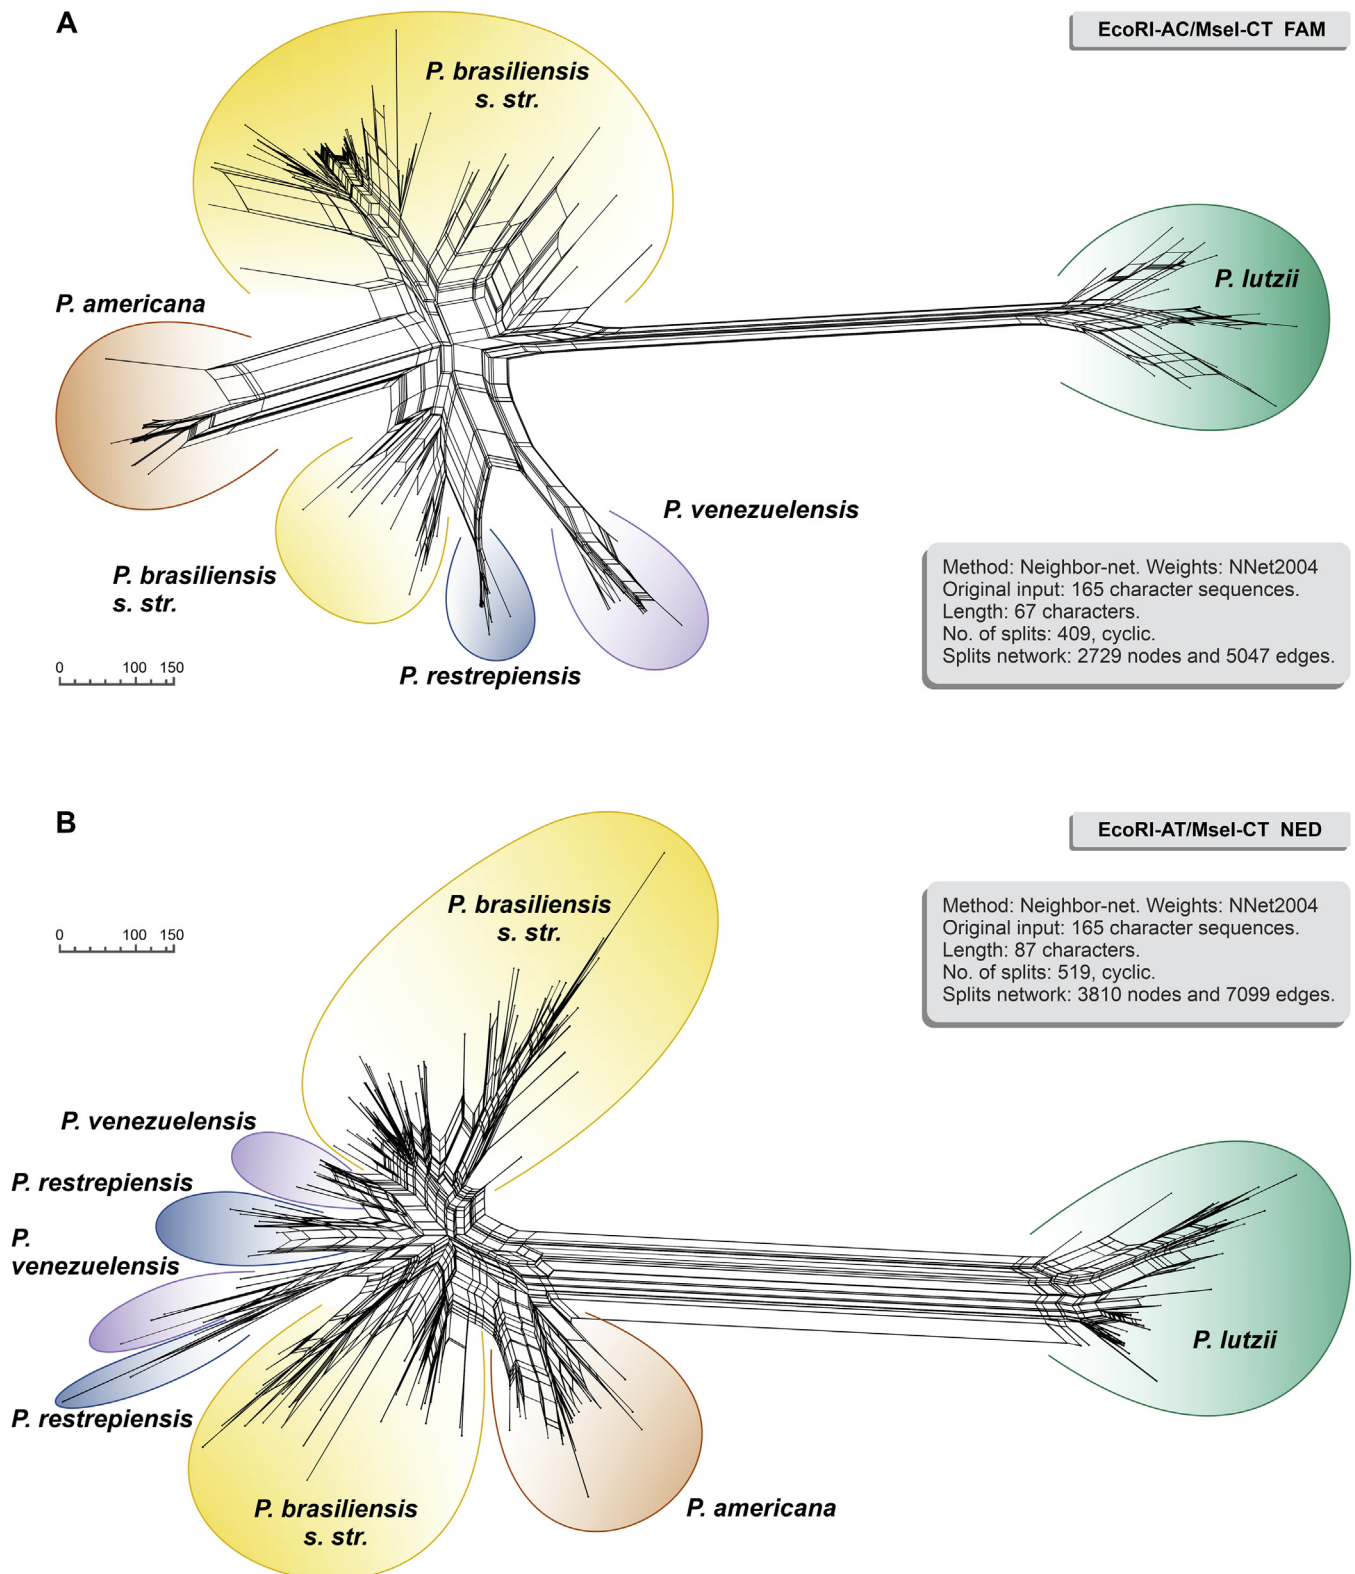 A
EcoRI-AC/MseI-CT FAM
P. brasiliensis
s. str.
P. lutzii
P. americana
P. venezuelensis
P. brasiliensis
s. str.
P. restrepiensis
0 100 150
Method: Neighbor-net. Weights: NNet2004
Original input: 165 character sequences.
Length: 67 characters.
No. of splits: 409, cyclic.
Splits network: 2729 nodes and 5047 edges.
B
EcoRI-AT/MseI-CT NED
0 100 150
Method: Neighbor-net. Weights: NNet2004
Original input: 165 character sequences.
Length: 87 characters.
No. of splits: 519, cyclic.
Splits network: 3810 nodes and 7099 edges.
P. brasiliensis
s. str.
P. venezuelensis
P. restrepiensis
P.
venezuelensis
P. lutzii
P. restrepiensis
P. brasiliensis
s. str.
P. americana